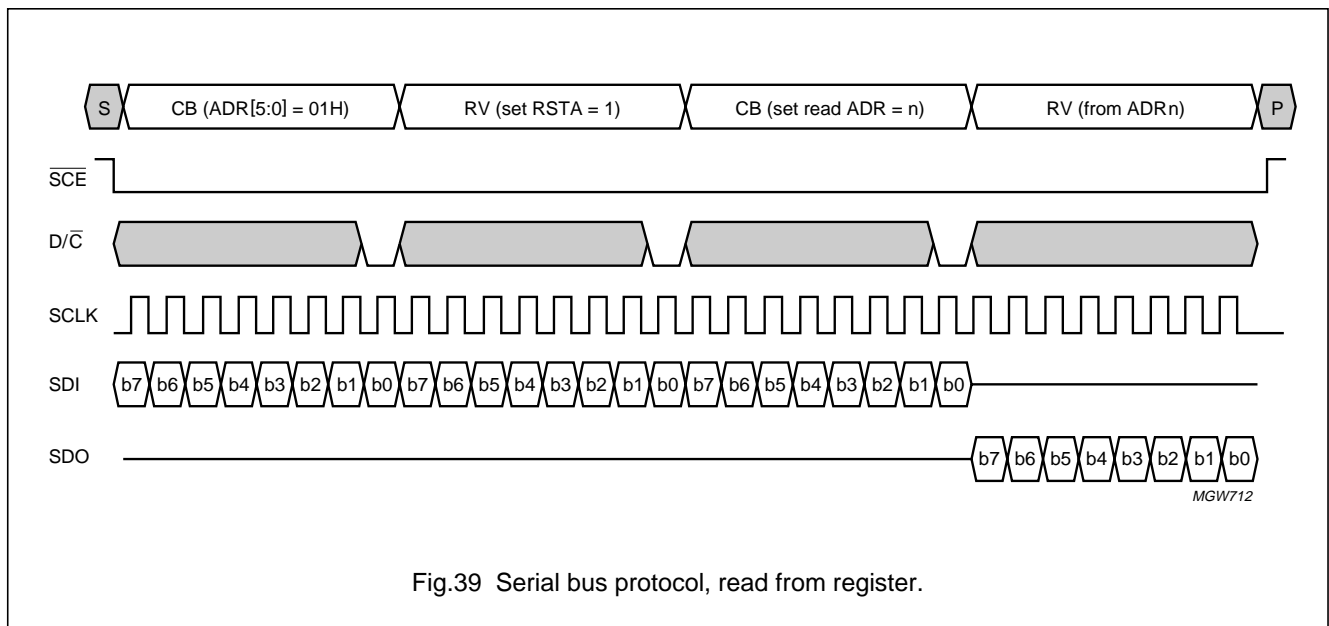 S CB (ADR[5:0] = 01H) RV (set RSTA = 1) CB (set read ADR = n) RV (from ADRn) P
SCE
D/C
SCLK
SDI b7 b6 b5 b4 b3 b2 b1 b0 b7 b6 b5 b4 b3 b2 b1 b0 b7 b6 b5 b4 b3 b2 b1 b0
SDO b7 b6 b5 b4 b3 b2 b1 b0
MGW712
Fig.39 Serial bus protocol, read from register.